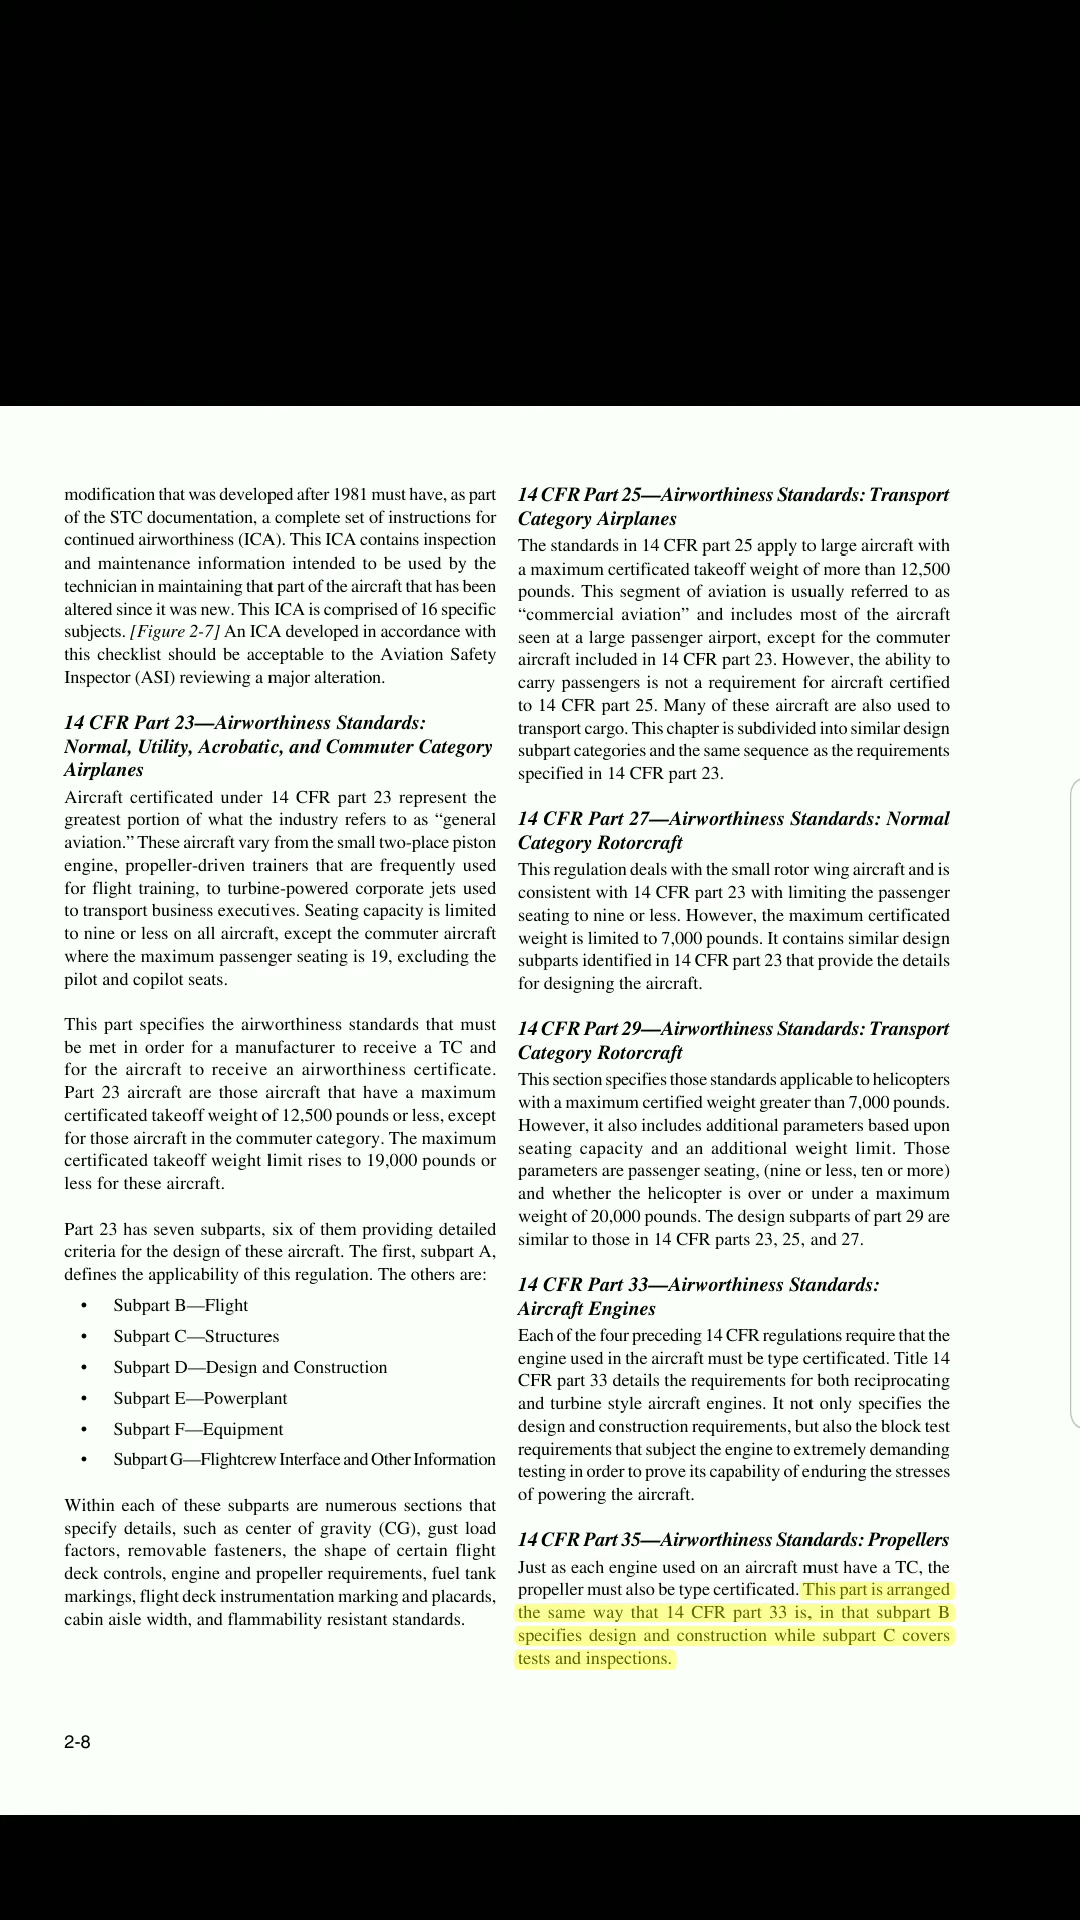 modification that was developed after 1981 must have, as part
of the STC documentation, a complete set of instructions for
continued airworthiness (ICA). This ICA contains inspection
and maintenance information intended to be used by the
technician in maintaining that part of the aircraft that has been
altered since it was new. This ICA is comprised of 16 specific
subjects. [Figure 2-7] An ICA developed in accordance with
this checklist should be acceptable to the Aviation Safety
Inspector (ASI) reviewing a major alteration.
14 CFR Part 23—Airworthiness Standards:
Normal, Utility, Acrobatic, and Commuter Category
Airplanes
Aircraft certificated under 14 CFR part 23 represent the
greatest portion of what the industry refers to as “general
aviation.” These aircraft vary from the small two-place piston
engine, propeller-driven trainers that are frequently used
for flight training, to turbine-powered corporate jets used
to transport business executives. Seating capacity is limited
to nine or less on all aircraft, except the commuter aircraft
where the maximum passenger seating is 19, excluding the
pilot and copilot seats.
This part specifies the airworthiness standards that must
be met in order for a manufacturer to receive a TC and
for the aircraft to receive an airworthiness certificate.
Part 23 aircraft are those aircraft that have a maximum
certificated takeoff weight of 12,500 pounds or less, except
for those aircraft in the commuter category. The maximum
certificated takeoff weight limit rises to 19,000 pounds or
less for these aircraft.
Part 23 has seven subparts, six of them providing detailed
criteria for the design of these aircraft. The first, subpart A,
defines the applicability of this regulation. The others are:
• Subpart B—Flight
• Subpart C—Structures
• Subpart D—Design and Construction
• Subpart E—Powerplant
• Subpart F—Equipment
• Subpart G—Flightcrew Interface and Other Information
Within each of these subparts are numerous sections that
specify details, such as center of gravity (CG), gust load
factors, removable fasteners, the shape of certain flight
deck controls, engine and propeller requirements, fuel tank
markings, flight deck instrumentation marking and placards,
cabin aisle width, and flammability resistant standards.
14 CFR Part 25—Airworthiness Standards: Transport
Category Airplanes
The standards in 14 CFR part 25 apply to large aircraft with
a maximum certificated takeoff weight of more than 12,500
pounds. This segment of aviation is usually referred to as
“commercial aviation” and includes most of the aircraft
seen at a large passenger airport, except for the commuter
aircraft included in 14 CFR part 23. However, the ability to
carry passengers is not a requirement for aircraft certified
to 14 CFR part 25. Many of these aircraft are also used to
transport cargo. This chapter is subdivided into similar design
subpart categories and the same sequence as the requirements
specified in 14 CFR part 23.
14 CFR Part 27—Airworthiness Standards: Normal
Category Rotorcraft
This regulation deals with the small rotor wing aircraft and is
consistent with 14 CFR part 23 with limiting the passenger
seating to nine or less. However, the maximum certificated
weight is limited to 7,000 pounds. It contains similar design
subparts identified in 14 CFR part 23 that provide the details
for designing the aircraft.
14 CFR Part 29—Airworthiness Standards: Transport
Category Rotorcraft
This section specifies those standards applicable to helicopters
with a maximum certified weight greater than 7,000 pounds.
However, it also includes additional parameters based upon
seating capacity and an additional weight limit. Those
parameters are passenger seating, (nine or less, ten or more)
and whether the helicopter is over or under a maximum
weight of 20,000 pounds. The design subparts of part 29 are
similar to those in 14 CFR parts 23, 25, and 27.
14 CFR Part 33—Airworthiness Standards:
Aircraft Engines
Each of the four preceding 14 CFR regulations require that the
engine used in the aircraft must be type certificated. Title 14
CFR part 33 details the requirements for both reciprocating
and turbine style aircraft engines. It not only specifies the
design and construction requirements, but also the block test
requirements that subject the engine to extremely demanding
testing in order to prove its capability of enduring the stresses
of powering the aircraft.
14 CFR Part 35—Airworthiness Standards: Propellers
Just as each engine used on an aircraft must have a TC, the
propeller must also be type certificated. This part is arranged
the same way that 14 CFR part 33 is, in that subpart B
specifies design and construction while subpart C covers
tests and inspections.
2-8